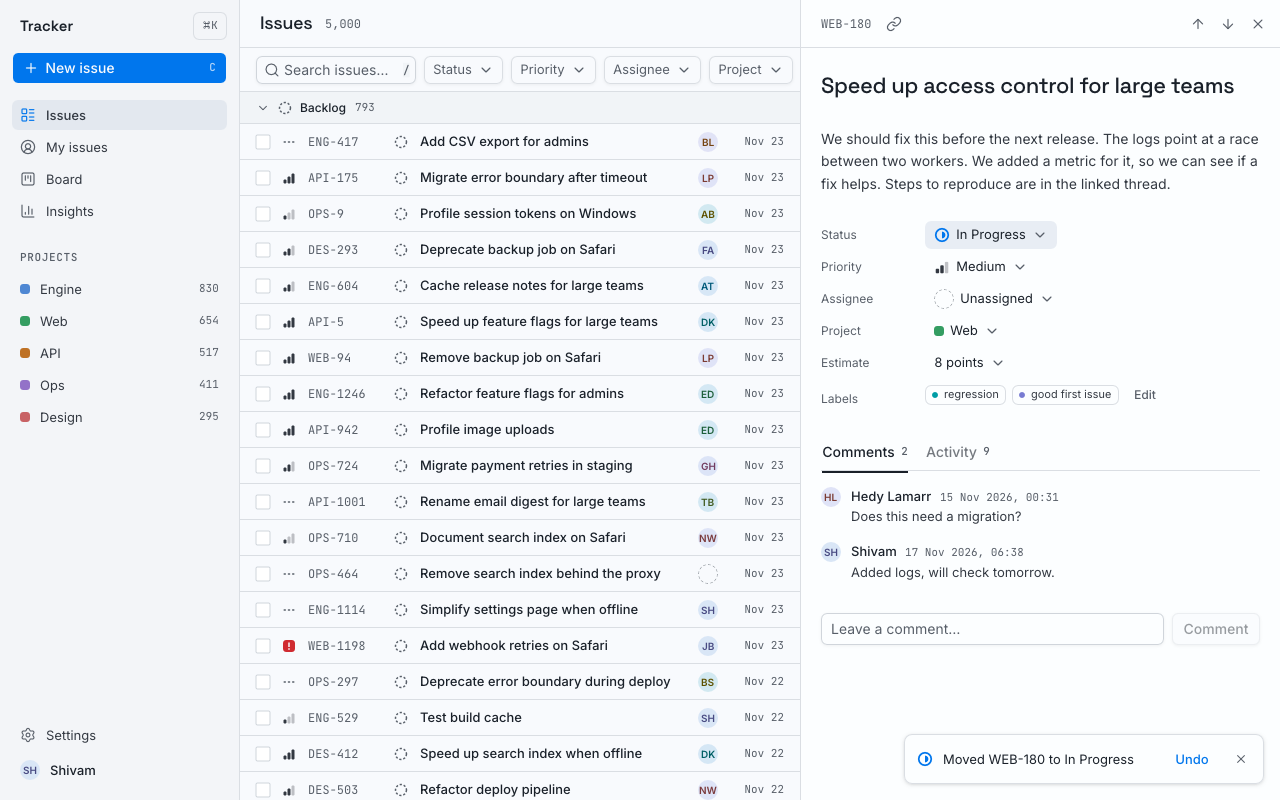 Tracker
⌘K
New issue
C
Issues
My issues
Board
Insights
PROJECTS
Engine 830
Web 654
API 517
Ops 411
Design 295
Settings
SH Shivam
Issues 5,000
Search issues... /
Status
Priority
Assignee
Project
Backlog 793
ENG-417 Add CSV export for admins BL Nov 23
API-175 Migrate error boundary after timeout LP Nov 23
OPS-9 Profile session tokens on Windows AB Nov 23
DES-293 Deprecate backup job on Safari FA Nov 23
ENG-604 Cache release notes for large teams AT Nov 23
API-5 Speed up feature flags for large teams DK Nov 23
WEB-94 Remove backup job on Safari LP Nov 23
ENG-1246 Refactor feature flags for admins ED Nov 23
API-942 Profile image uploads ED Nov 23
OPS-724 Migrate payment retries in staging GH Nov 23
API-1001 Rename email digest for large teams TB Nov 23
OPS-710 Document search index on Safari NW Nov 23
OPS-464 Remove search index behind the proxy Nov 23
ENG-1114 Simplify settings page when offline SH Nov 23
WEB-1198 Add webhook retries on Safari JB Nov 23
OPS-297 Deprecate error boundary during deploy BS Nov 22
ENG-529 Test build cache SH Nov 22
DES-412 Speed up search index when offline DK Nov 22
DES-503 Refactor deploy pipeline NW Nov 22
WEB-180
Speed up access control for large teams
We should fix this before the next release. The logs point at a race
between two workers. We added a metric for it, so we can see if a
fix helps. Steps to reproduce are in the linked thread.
Status In Progress
Priority Medium
Assignee Unassigned
Project Web
Estimate 8 points
Labels regression good first issue Edit
Comments 2 Activity 9
HL Hedy Lamarr 15 Nov 2026, 00:31
Does this need a migration?
SH Shivam 17 Nov 2026, 06:38
Added logs, will check tomorrow.
Leave a comment...
Comment
Moved WEB-180 to In Progress Undo